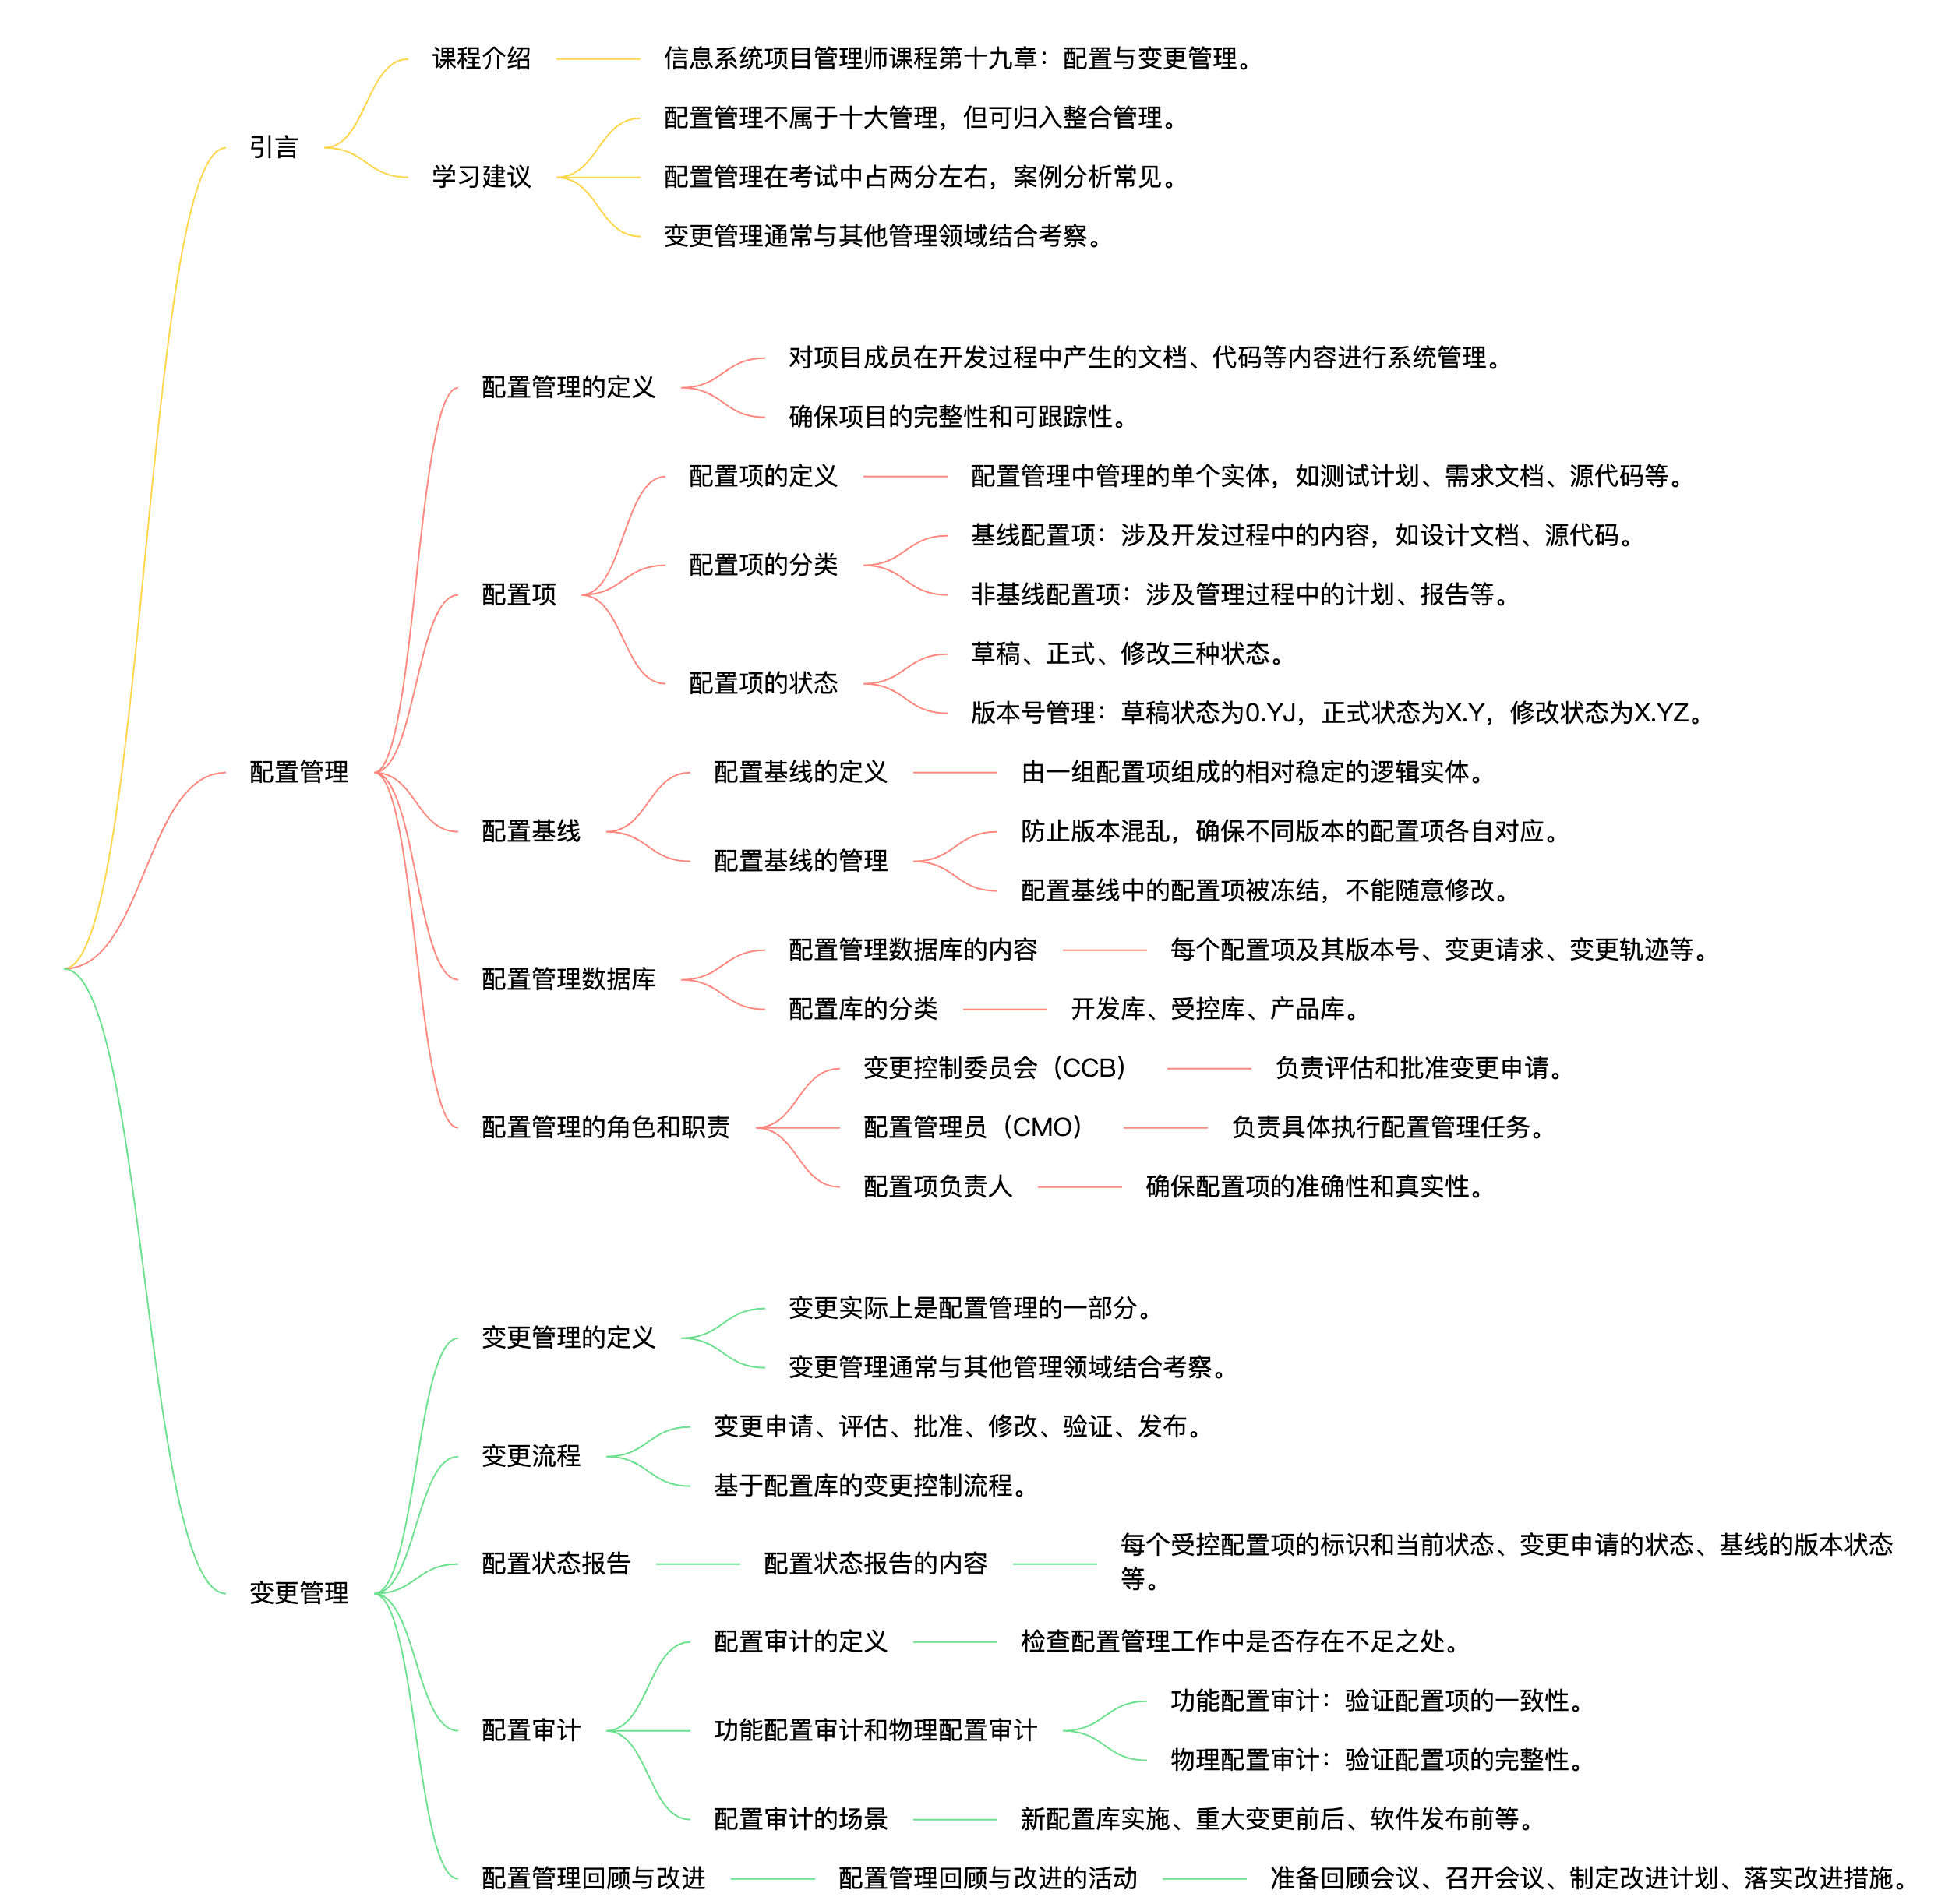 引言
课程介绍
信息系统项目管理师课程第十九章：配置与变更管理。
学习建议
配置管理不属于十大管理，但可归入整合管理。
配置管理在考试中占两分左右，案例分析常见。
变更管理通常与其他管理领域结合考察。
配置管理
配置管理的定义
对项目成员在开发过程中产生的文档、代码等内容进行系统管理。
确保项目的完整性和可跟踪性。
配置项
配置项的定义
配置管理中管理的单个实体，如测试计划、需求文档、源代码等。
配置项的分类
基线配置项：涉及开发过程中的内容，如设计文档、源代码。
非基线配置项：涉及管理过程中的计划、报告等。
配置项的状态
草稿、正式、修改三种状态。
版本号管理：草稿状态为0.YJ，正式状态为X.Y，修改状态为X.YZ。
配置基线
配置基线的定义
由一组配置项组成的相对稳定的逻辑实体。
配置基线的管理
防止版本混乱，确保不同版本的配置项各自对应。
配置基线中的配置项被冻结，不能随意修改。
配置管理数据库
配置管理数据库的内容
每个配置项及其版本号、变更请求、变更轨迹等。
配置库的分类
开发库、受控库、产品库。
配置管理的角色和职责
变更控制委员会（CCB）
负责评估和批准变更申请。
配置管理员（CMO）
负责具体执行配置管理任务。
配置项负责人
确保配置项的准确性和真实性。
变更管理
变更管理的定义
变更实际上是配置管理的一部分。
变更管理通常与其他管理领域结合考察。
变更流程
变更申请、评估、批准、修改、验证、发布。
基于配置库的变更控制流程。
配置状态报告
配置状态报告的内容
每个受控配置项的标识和当前状态、变更申请的状态、基线的版本状态
等。
配置审计
配置审计的定义
检查配置管理工作中是否存在不足之处。
功能配置审计和物理配置审计
功能配置审计：验证配置项的一致性。
物理配置审计：验证配置项的完整性。
配置审计的场景
新配置库实施、重大变更前后、软件发布前等。
配置管理回顾与改进
配置管理回顾与改进的活动
准备回顾会议、召开会议、制定改进计划、落实改进措施。